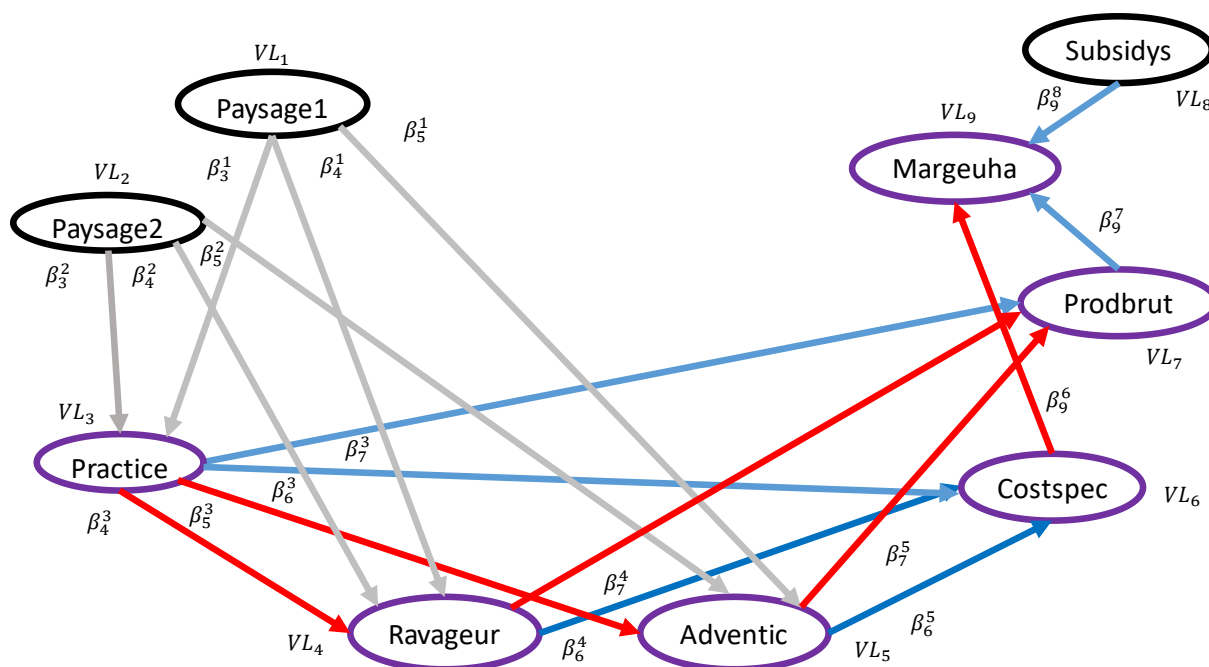 Subsidys
VL₁
Paysage1
VL₈
β₉⁸
VL₉
β₅¹
β₃¹
β₄¹
Margeuha
VL₂
Paysage2
β₅²
β₃²
β₄²
β₉⁷
Prodbrut
VL₇
β₉⁶
VL₃
β₇³
Practice
β₆³
Costspec
VL₆
β₄³
β₅³
β₇⁵
β₇⁴
Ravageur
Adventic
β₆⁵
VL₄
β₆⁴
VL₅